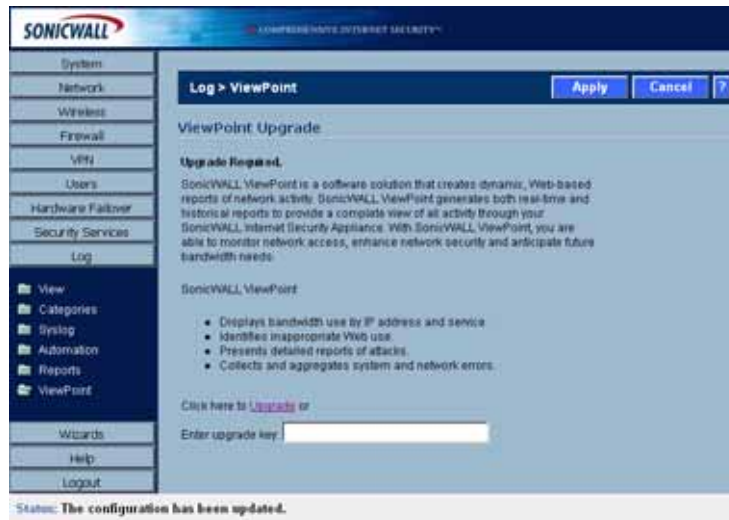 SONICWALL
COMPREHENSIVE INTERNET SECURITY™
System
Network
Wireless
Firewall
VPN
Users
Hardware Failover
Security Services
Log
View
Categories
Syslog
Automation
Reports
ViewPoint
Wizards
Help
Logout
Log > ViewPoint
Apply
Cancel
?
ViewPoint Upgrade
Upgrade Required.
SonicWALL ViewPoint is a software solution that creates dynamic, Web-based
reports of network activity. SonicWALL ViewPoint generates both real-time and
historical reports to provide a complete view of all activity through your
SonicWALL Internet Security Appliance. With SonicWALL ViewPoint, you are
able to monitor network access, enhance network security and anticipate future
bandwidth needs.
SonicWALL ViewPoint
• Displays bandwidth use by IP address and service.
• Identifies inappropriate Web use.
• Presents detailed reports of attacks.
• Collects and aggregates system and network errors.
Click here to Upgrade or
Enter upgrade key:
Status: The configuration has been updated.